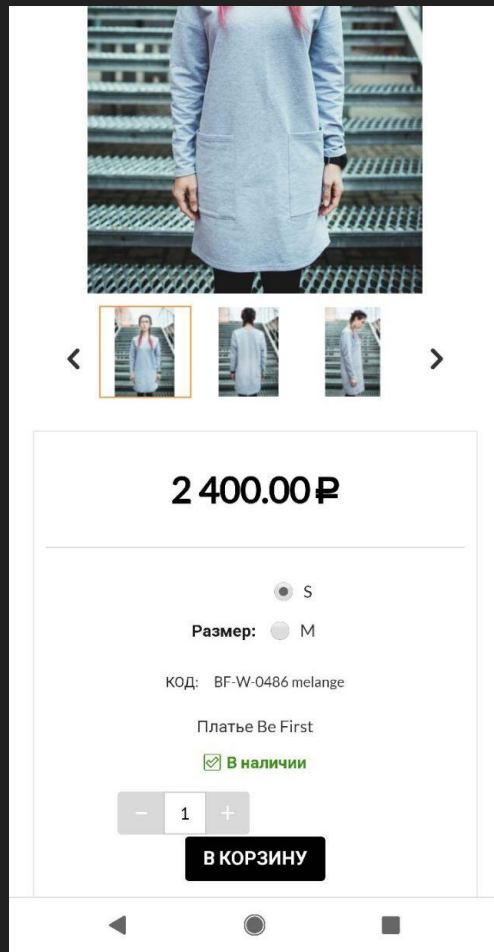 2 400.00 ₽
S
Размер: M
КОД: BF-W-0486 melange
Платье Be First
В наличии
− 1 +
В КОРЗИНУ